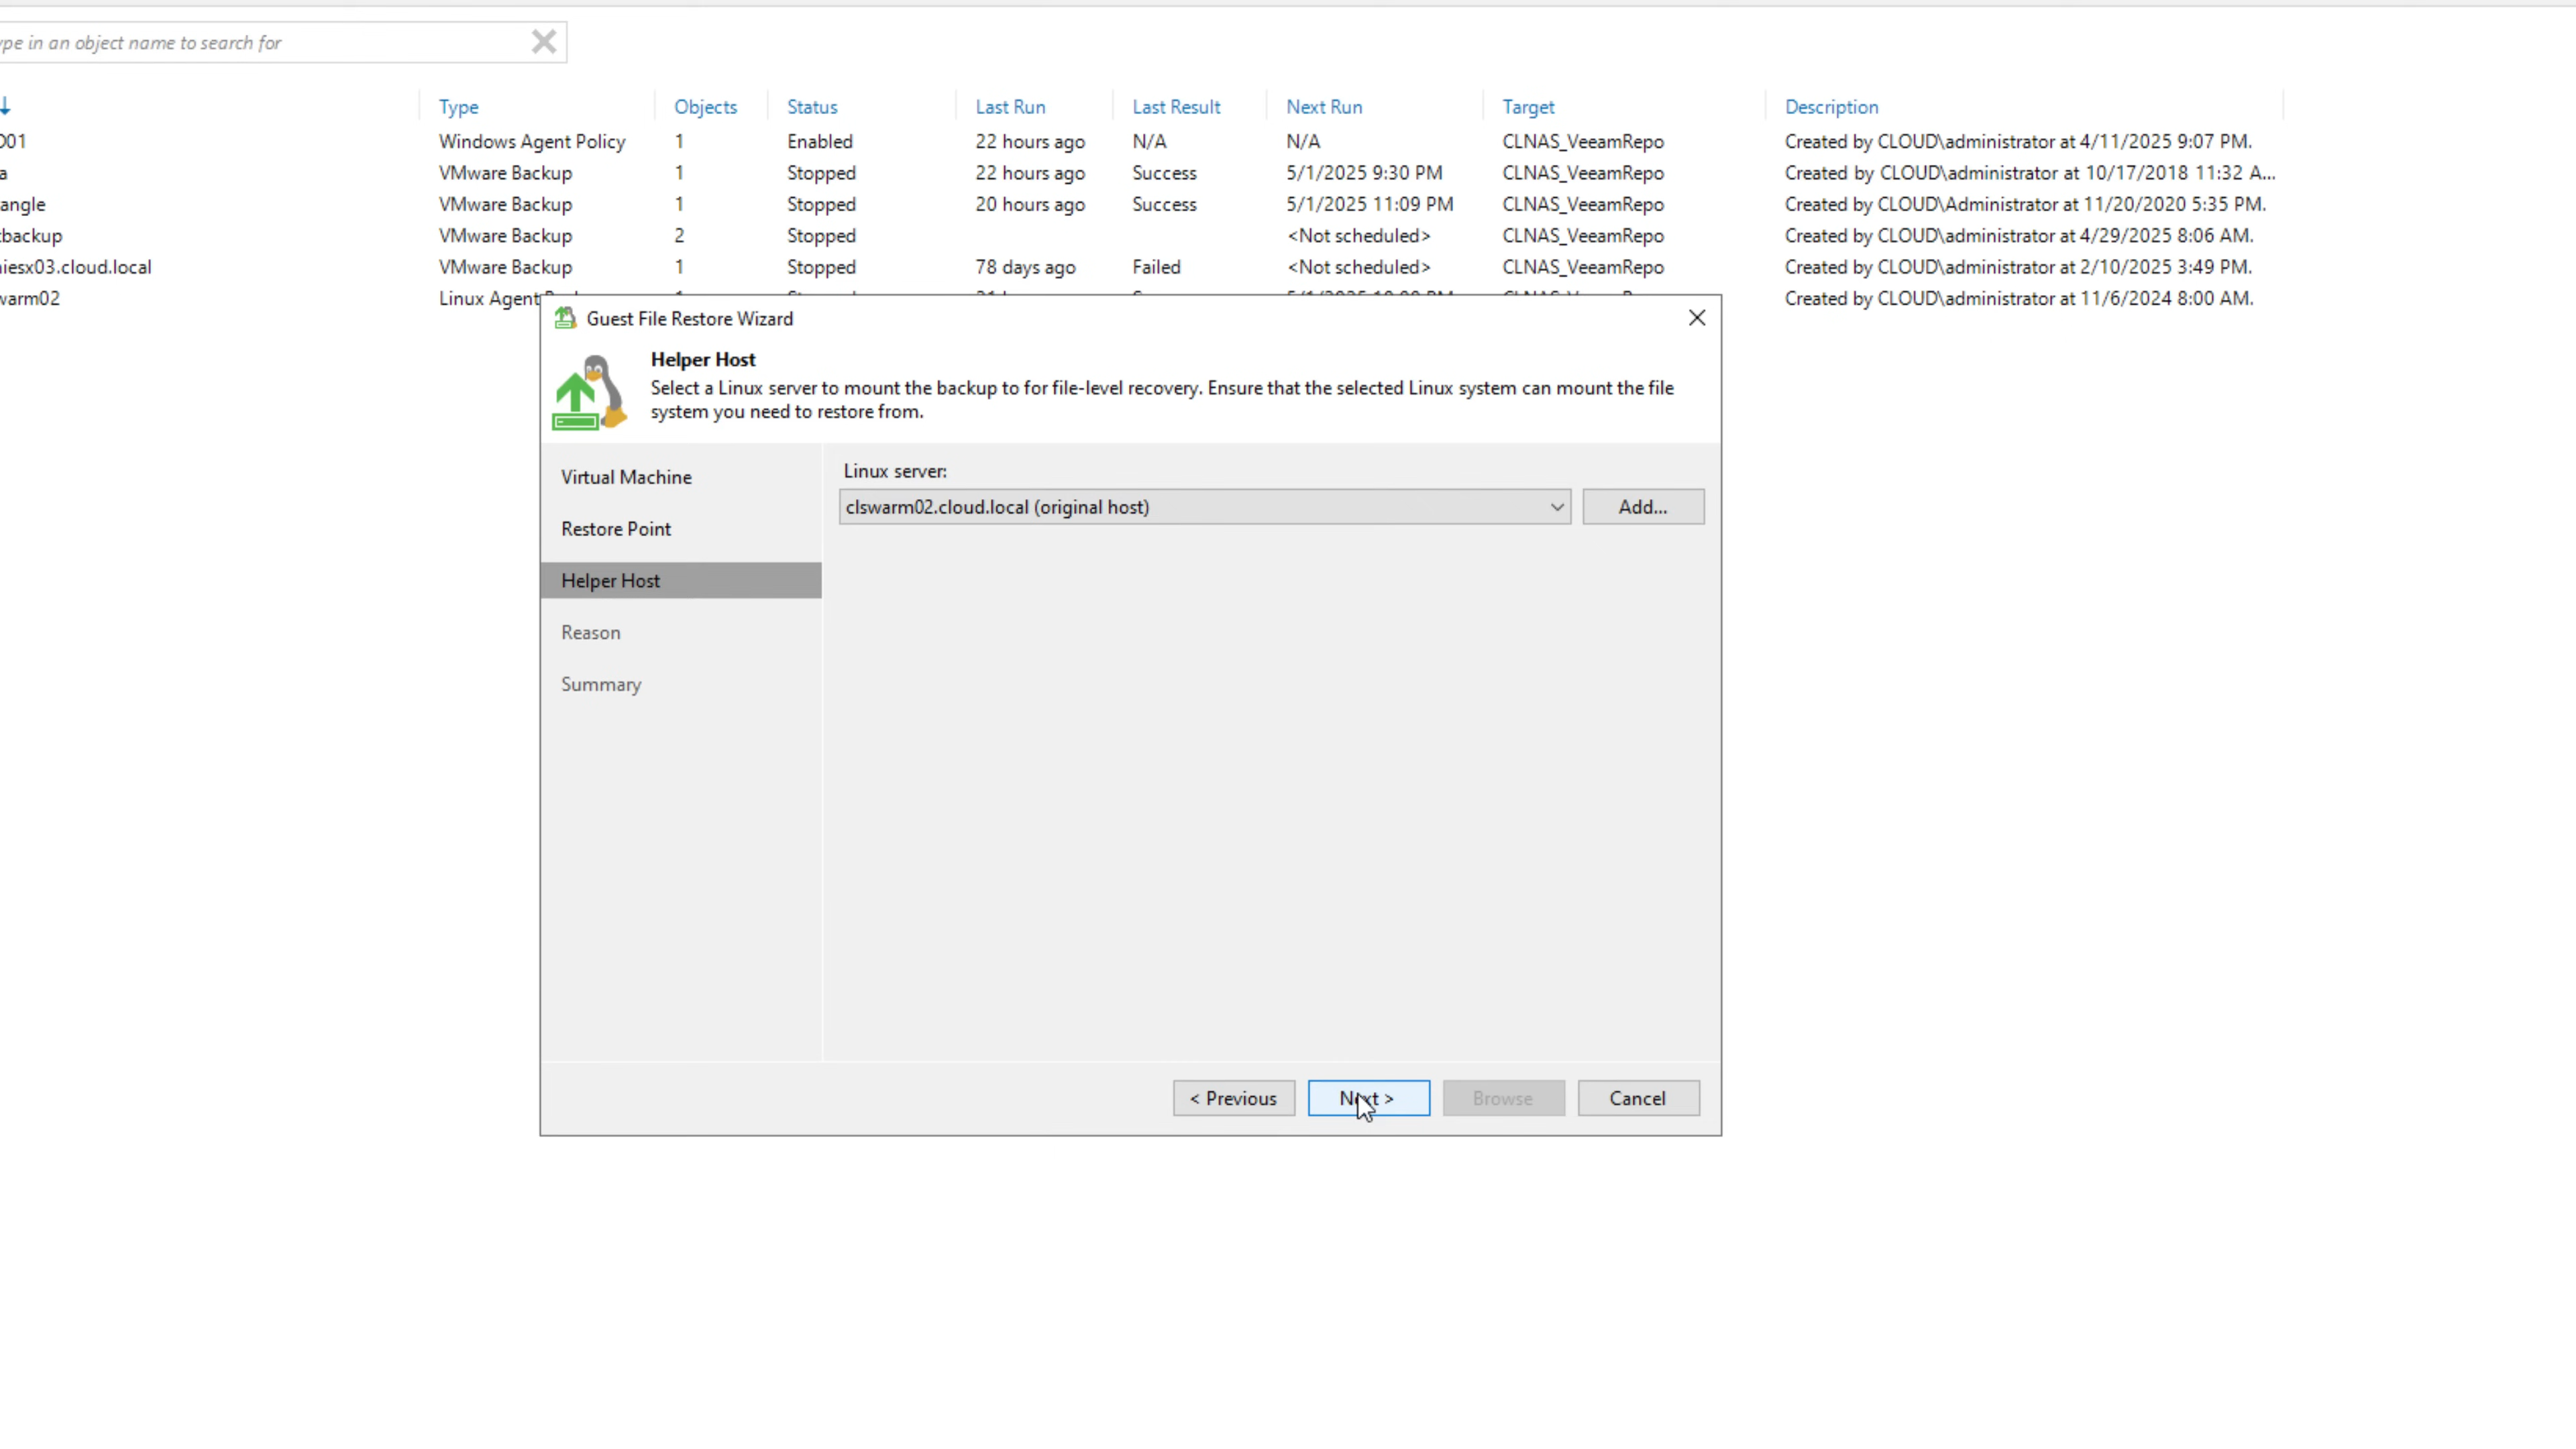 ype in an object name to search for
Type Objects Status Last Run Last Result Next Run Target Description
001 Windows Agent Policy 1 Enabled 22 hours ago N/A N/A CLNAS_VeeamRepo Created by CLOUD\administrator at 4/11/2025 9:07 PM.
a VMware Backup 1 Stopped 22 hours ago Success 5/1/2025 9:30 PM CLNAS_VeeamRepo Created by CLOUD\administrator at 10/17/2018 11:32 A...
angle VMware Backup 1 Stopped 20 hours ago Success 5/1/2025 11:09 PM CLNAS_VeeamRepo Created by CLOUD\Administrator at 11/20/2020 5:35 PM.
tbackup VMware Backup 2 Stopped <Not scheduled> CLNAS_VeeamRepo Created by CLOUD\administrator at 4/29/2025 8:06 AM.
iesx03.cloud.local VMware Backup 1 Stopped 78 days ago Failed <Not scheduled> CLNAS_VeeamRepo Created by CLOUD\administrator at 2/10/2025 3:49 PM.
warm02 Linux Agent Created by CLOUD\administrator at 11/6/2024 8:00 AM.
Guest File Restore Wizard
Helper Host
Select a Linux server to mount the backup to for file-level recovery. Ensure that the selected Linux system can mount the file
system you need to restore from.
Virtual Machine
Restore Point
Helper Host
Reason
Summary
Linux server:
clswarm02.cloud.local (original host) Add...
< Previous Next > Browse Cancel